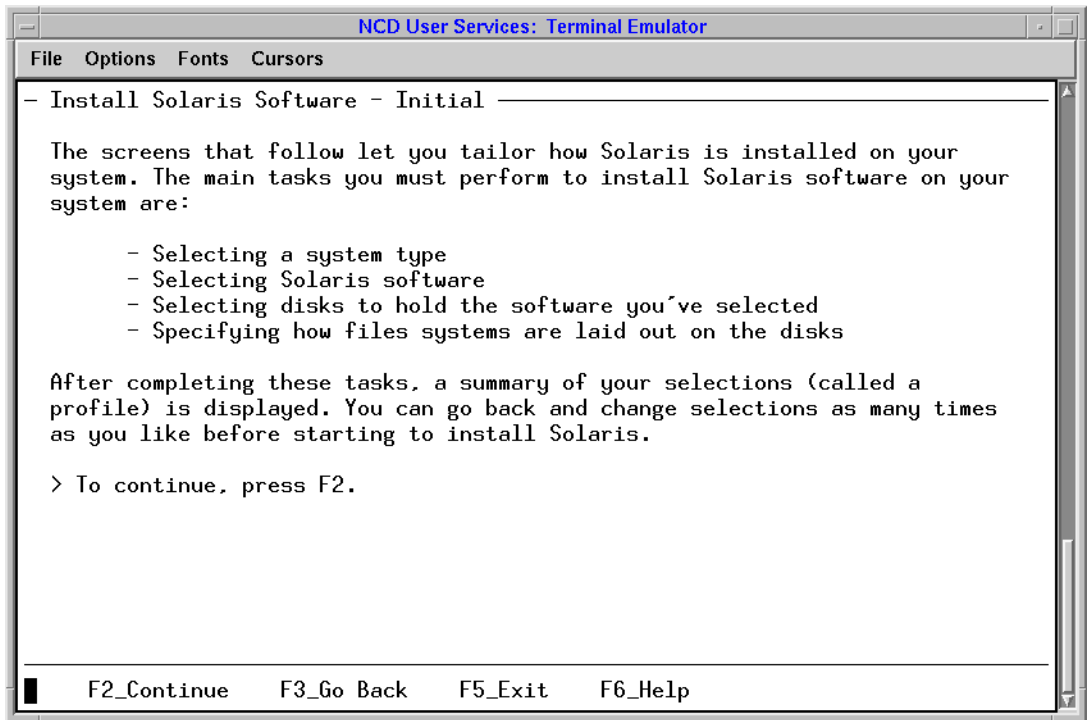 NCD User Services: Terminal Emulator
File Options Fonts Cursors
– Install Solaris Software – Initial
The screens that follow let you tailor how Solaris is installed on your
system. The main tasks you must perform to install Solaris software on your
system are:
– Selecting a system type
– Selecting Solaris software
– Selecting disks to hold the software you´ve selected
– Specifying how files systems are laid out on the disks
After completing these tasks, a summary of your selections (called a
profile) is displayed. You can go back and change selections as many times
as you like before starting to install Solaris.
> To continue, press F2.
F2_Continue F3_Go Back F5_Exit F6_Help